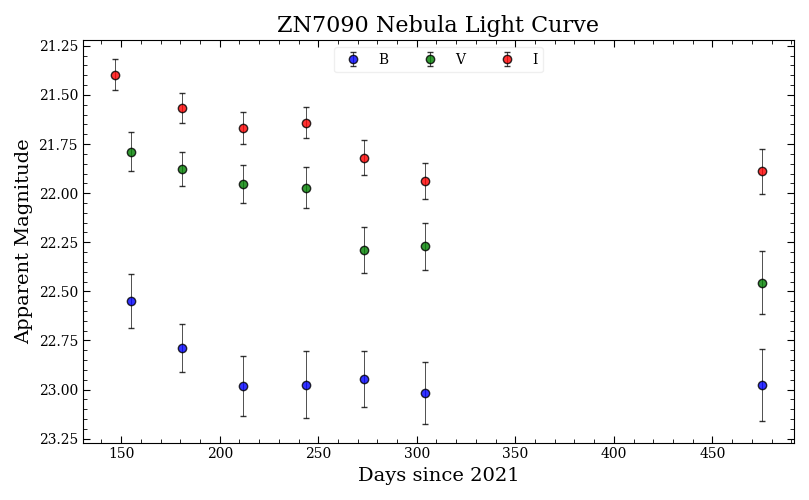 ZN7090 Nebula Light Curve
B V I
Apparent Magnitude
21.25
21.50
21.75
22.00
22.25
22.50
22.75
23.00
23.25
150 200 250 300 350 400 450
Days since 2021